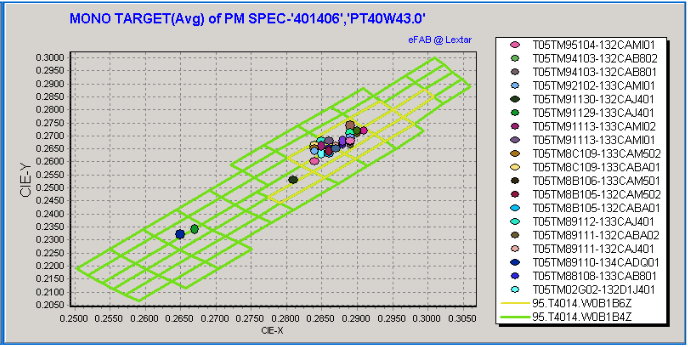 MONO TARGET(Avg) of PM SPEC-'401406','PT40W43.0'
eFAB @ Lextar
CIE-Y
0.3000
0.2950
0.2900
0.2850
0.2800
0.2750
0.2700
0.2650
0.2600
0.2550
0.2500
0.2450
0.2400
0.2350
0.2300
0.2250
0.2210
0.2150
0.2100
0.2050
0.2500 0.2550 0.2600 0.2650 0.2700 0.2750 0.2800 0.2850 0.2900 0.2950 0.3000 0.3050
CIE-X
T05TM95104-132CAMI01
T05TM94103-132CAB802
T05TM94103-132CAB801
T05TM92102-133CAMI01
T05TM91130-132CAJ401
T05TM91129-133CAJ401
T05TM91113-133CAMI02
T05TM91113-133CAMI01
T05TM8C109-133CAM502
T05TM8C109-133CABA01
T05TM8B106-133CAM501
T05TM8B105-132CAM502
T05TM8B105-132CABA01
T05TM89112-133CAJ401
T05TM89111-132CABA02
T05TM89111-132CAJ401
T05TM89110-134CADQ01
T05TM88108-133CAB801
T05TM02G02-132D1J401
95.T4014.W0B1B6Z
95.T4014.W0B1B4Z